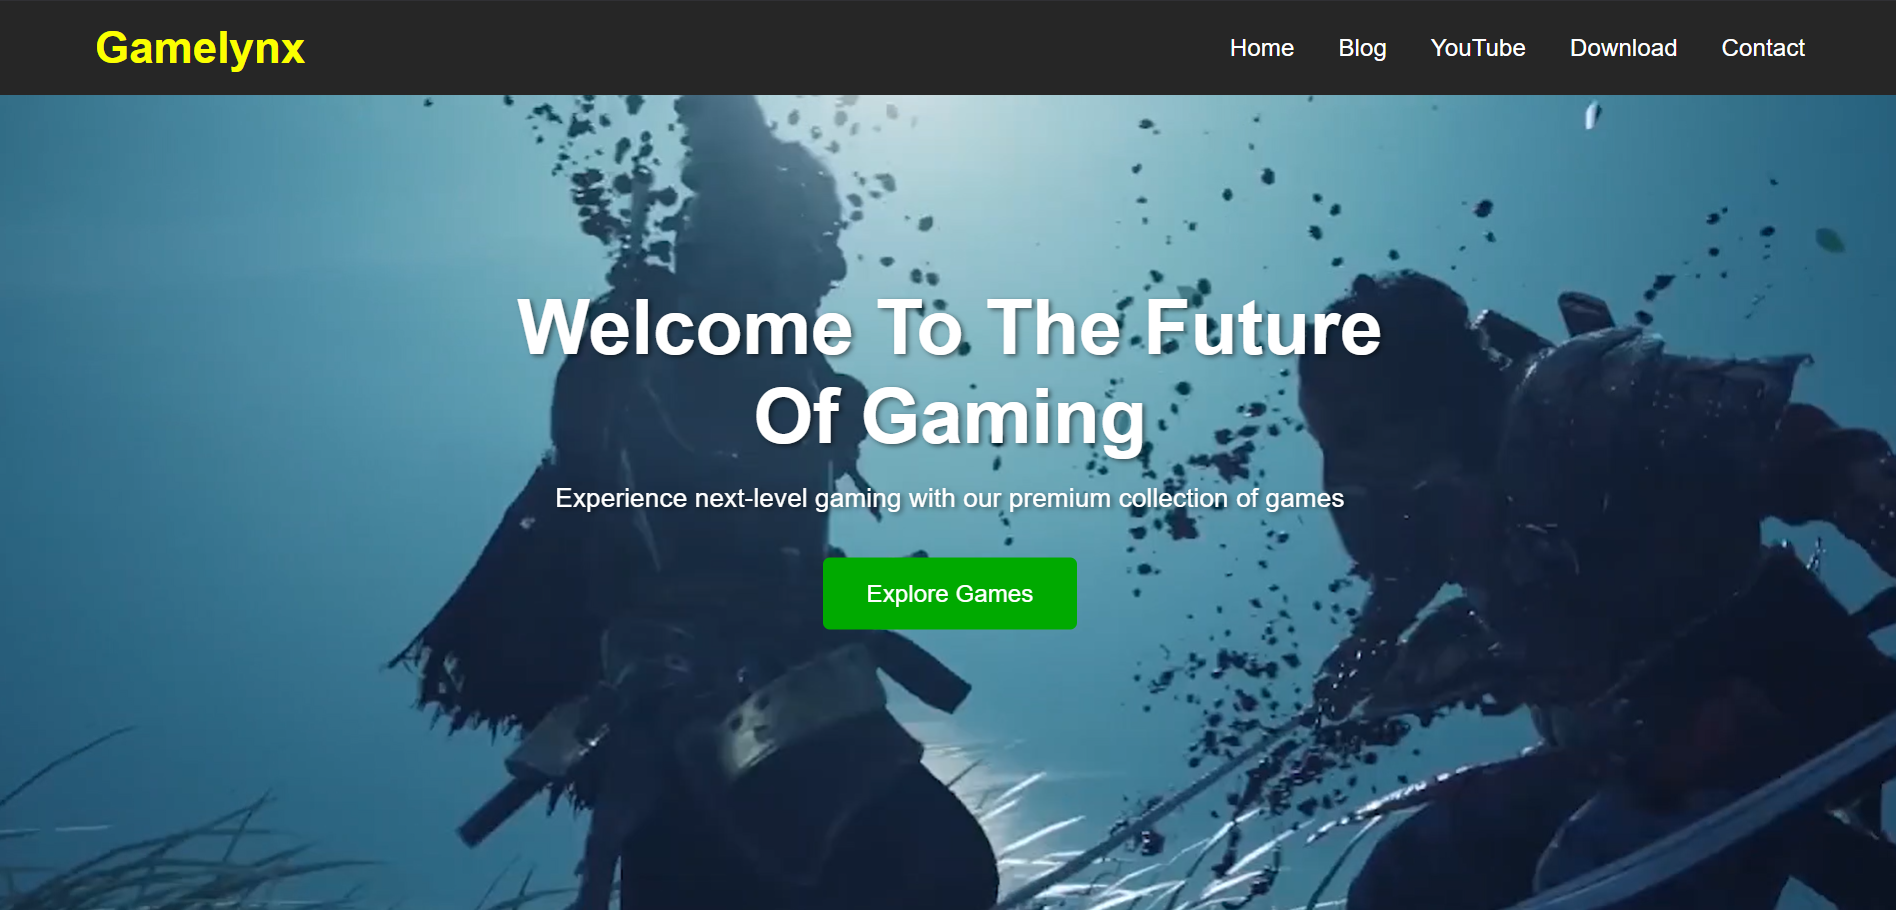 Gamelynx
Home Blog YouTube Download Contact
Welcome To The Future
Of Gaming
Experience next-level gaming with our premium collection of games
Explore Games